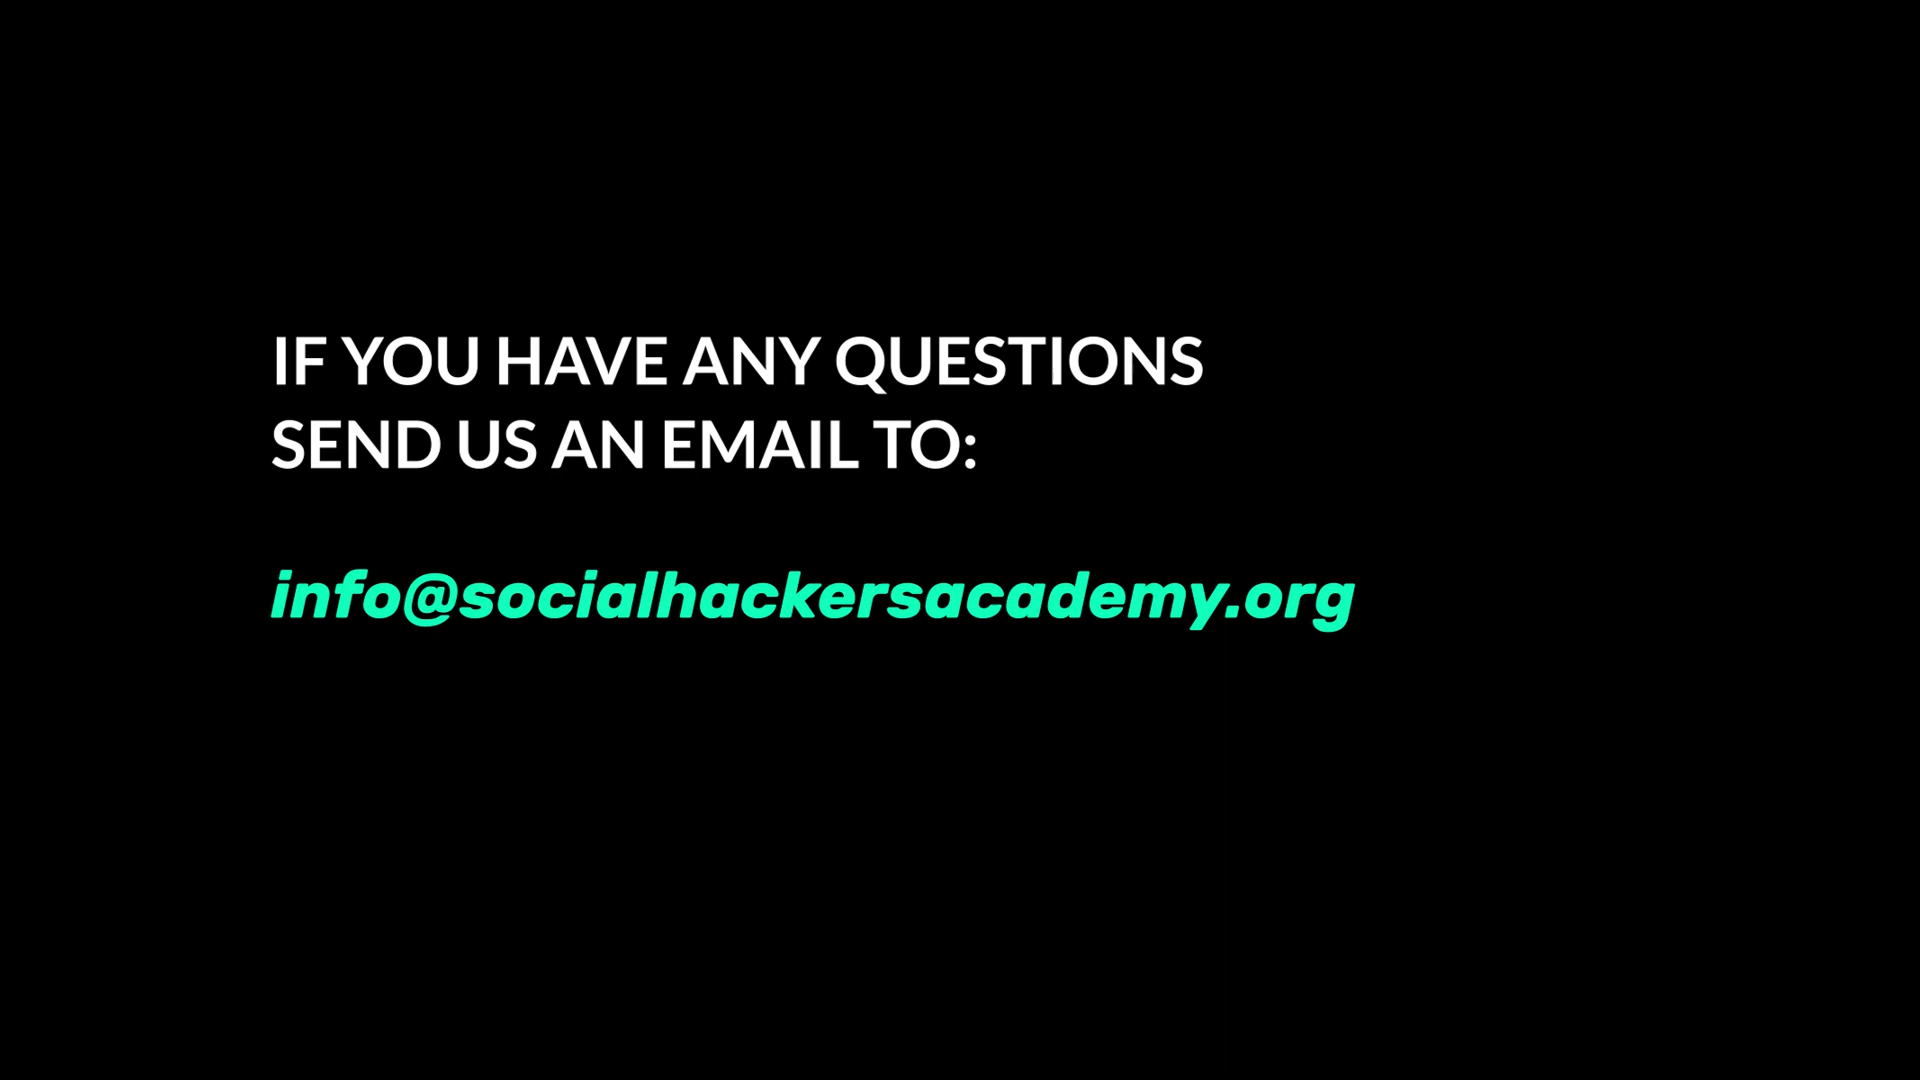 IF YOU HAVE ANY QUESTIONS
SEND US AN EMAIL TO:
info@socialhackersacademy.org